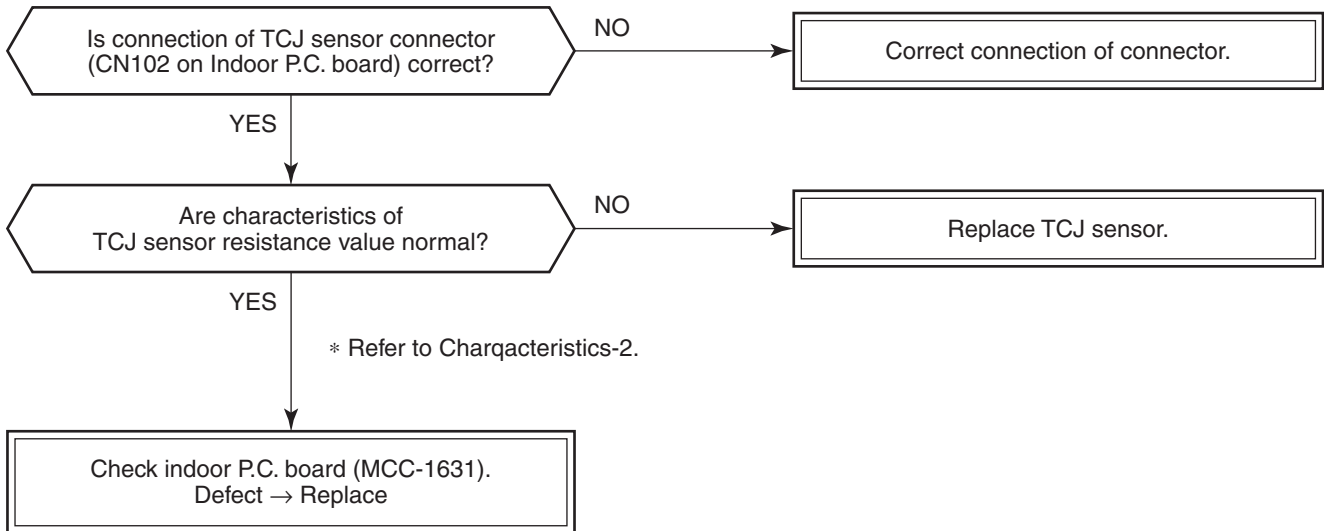 Is connection of TCJ sensor connector
(CN102 on Indoor P.C. board) correct?
NO
Correct connection of connector.
YES
Are characteristics of
TCJ sensor resistance value normal?
NO
Replace TCJ sensor.
YES
* Refer to Charqacteristics-2.
Check indoor P.C. board (MCC-1631).
Defect → Replace